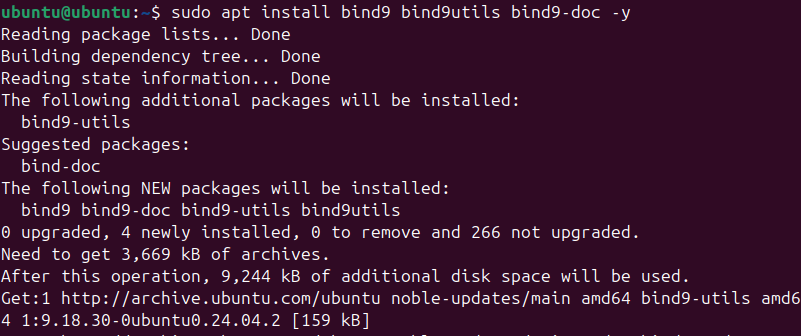 ubuntu@ubuntu:~$ sudo apt install bind9 bind9utils bind9-doc -y
Reading package lists... Done
Building dependency tree... Done
Reading state information... Done
The following additional packages will be installed:
  bind9-utils
Suggested packages:
  bind-doc
The following NEW packages will be installed:
  bind9 bind9-doc bind9-utils bind9utils
0 upgraded, 4 newly installed, 0 to remove and 266 not upgraded.
Need to get 3,669 kB of archives.
After this operation, 9,244 kB of additional disk space will be used.
Get:1 http://archive.ubuntu.com/ubuntu noble-updates/main amd64 bind9-utils amd6
4 1:9.18.30-0ubuntu0.24.04.2 [159 kB]